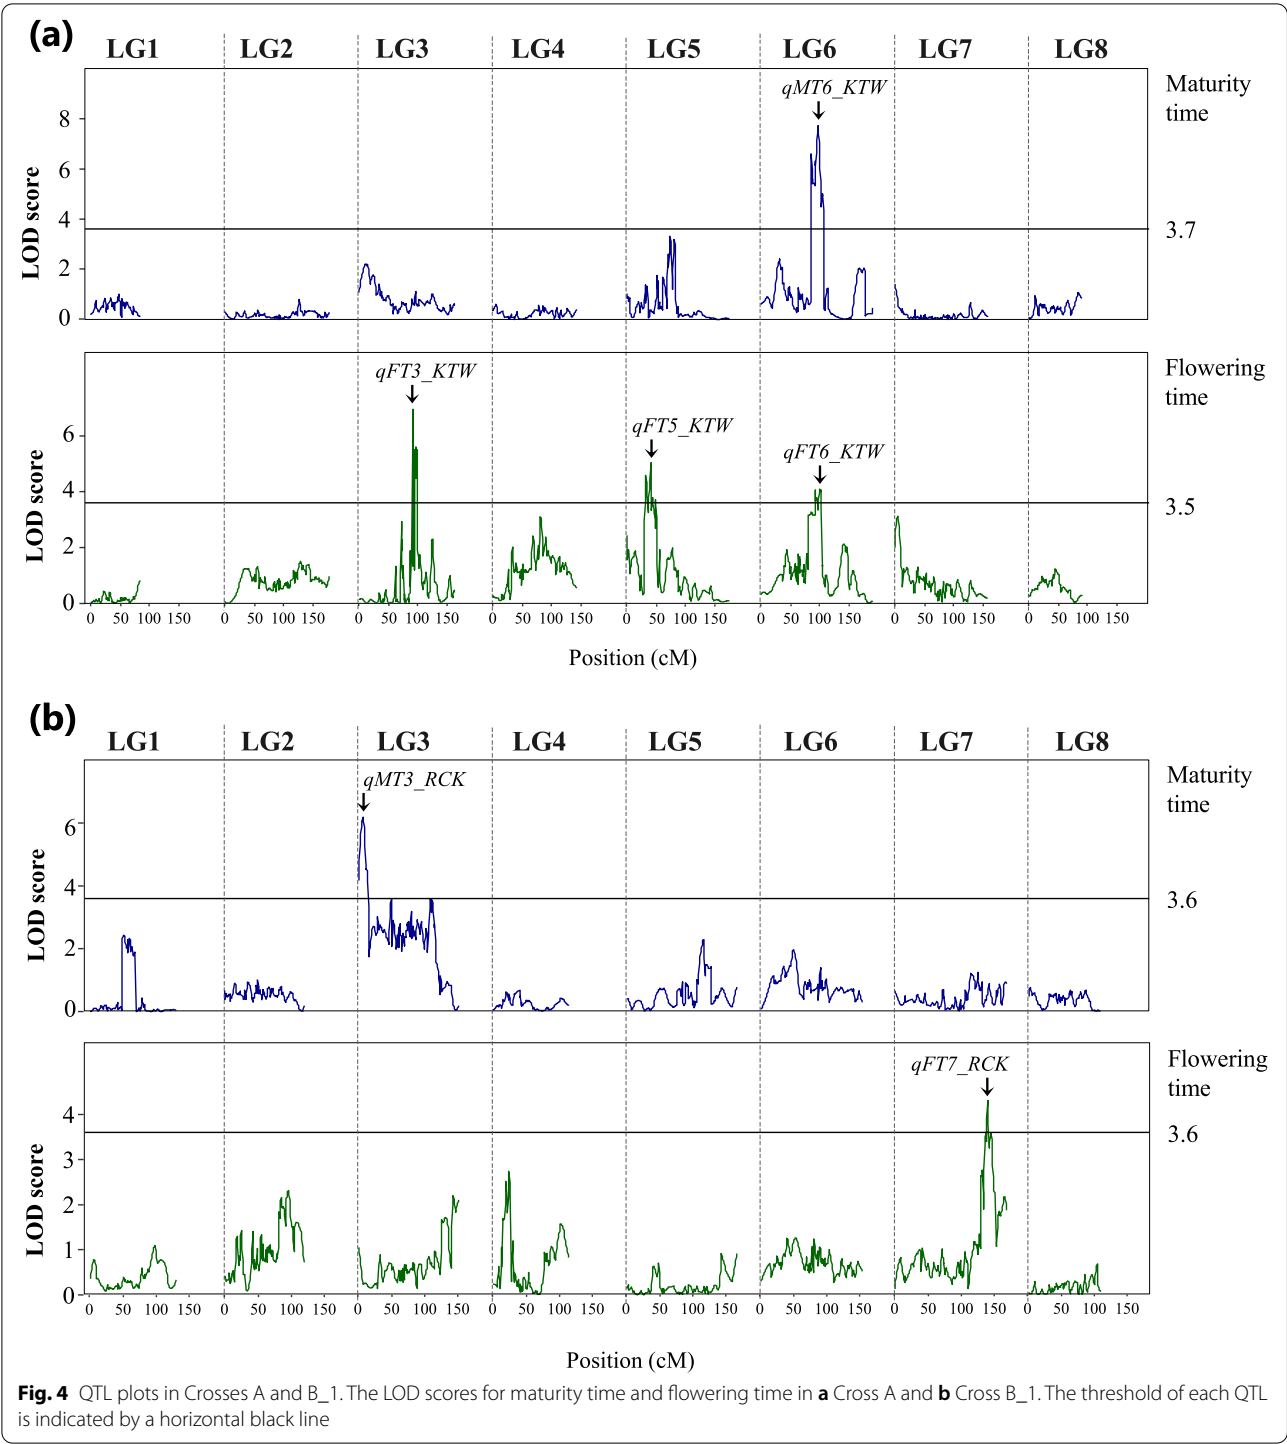 (a)
LG1 LG2 LG3 LG4 LG5 LG6 LG7 LG8
qMT6_KTW
Maturity
time
8
6
4
2
0
LOD score
3.7
qFT3_KTW
qFT5_KTW
qFT6_KTW
Flowering
time
6
4
2
0
LOD score
3.5
0 50 100 150 0 50 100 150 0 50 100 150 0 50 100 150 0 50 100 150 0 50 100 150 0 50 100 150 0 50 100 150
Position (cM)
(b)
LG1 LG2 LG3 LG4 LG5 LG6 LG7 LG8
qMT3_RCK
Maturity
time
6
4
2
0
LOD score
3.6
qFT7_RCK
Flowering
time
4
3
2
1
0
LOD score
3.6
0 50 100 150 0 50 100 150 0 50 100 150 0 50 100 150 0 50 100 150 0 50 100 150 0 50 100 150 0 50 100 150
Position (cM)
Fig. 4 QTL plots in Crosses A and B_1. The LOD scores for maturity time and flowering time in a Cross A and b Cross B_1. The threshold of each QTL
is indicated by a horizontal black line